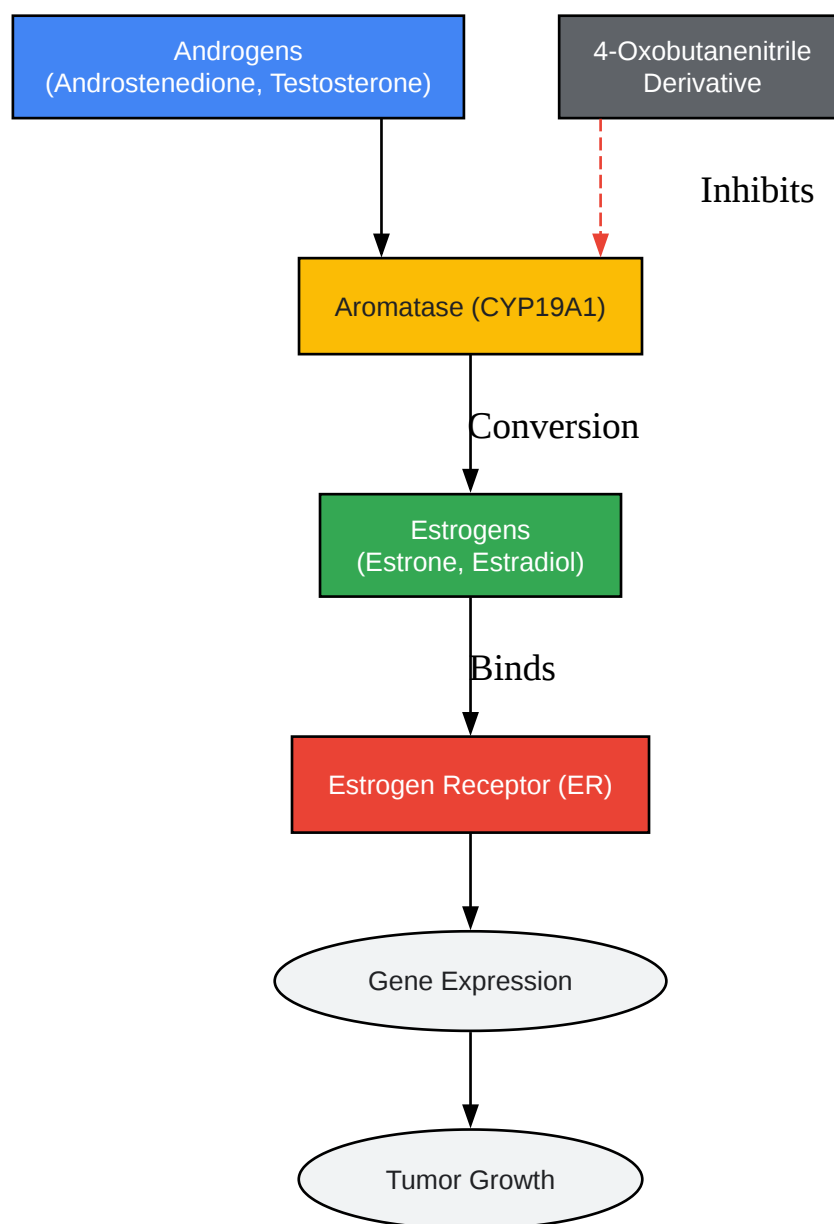 Androgens
(Androstenedione, Testosterone)
4-Oxobutanenitrile
Derivative
Inhibits
Aromatase (CYP19A1)
Conversion
Estrogens
(Estrone, Estradiol)
Binds
Estrogen Receptor (ER)
Gene Expression
Tumor Growth